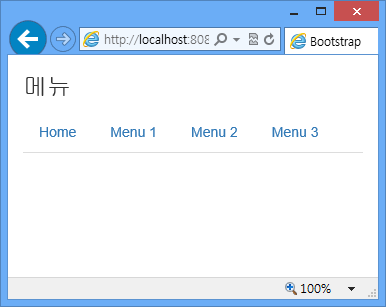 http://localhost:808
Bootstrap
메뉴
Home Menu 1 Menu 2 Menu 3
100%